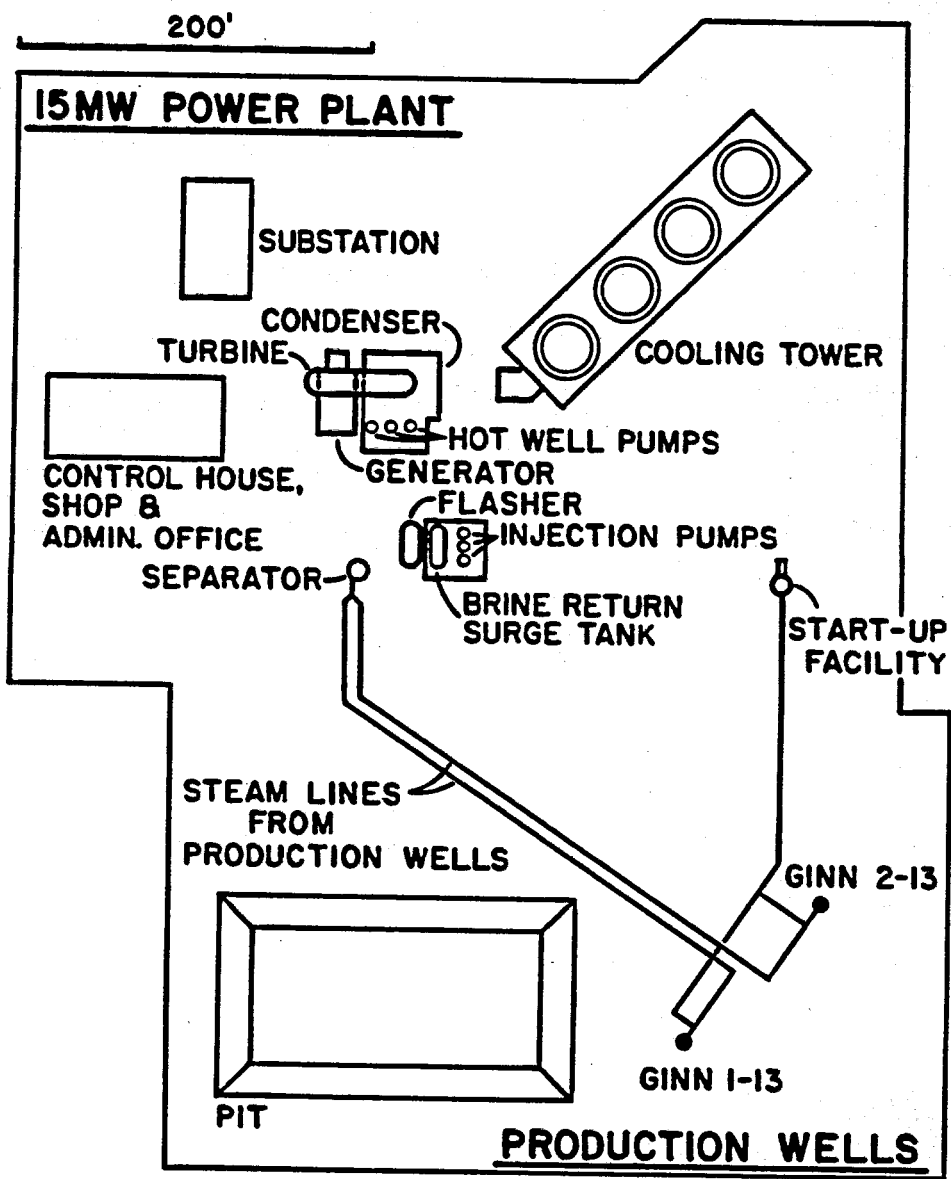 200'
15MW POWER PLANT
SUBSTATION
CONDENSER
TURBINE
COOLING TOWER
HOT WELL PUMPS
GENERATOR
CONTROL HOUSE,
SHOP &
ADMIN. OFFICE
FLASHER
INJECTION PUMPS
SEPARATOR
BRINE RETURN
SURGE TANK
START-UP
FACILITY
STEAM LINES
FROM
PRODUCTION WELLS
GINN 2-13
GINN 1-13
PIT
PRODUCTION WELLS